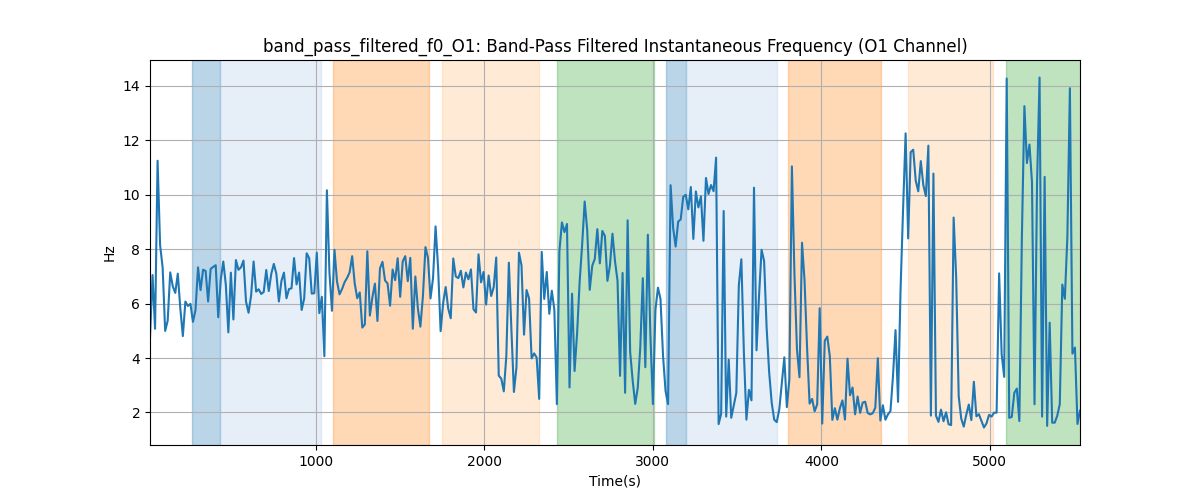 band_pass_filtered_f0_O1: Band-Pass Filtered Instantaneous Frequency (O1 Channel)
14
12
10
8
6
4
2
Hz
1000 2000 3000 4000 5000
Time(s)